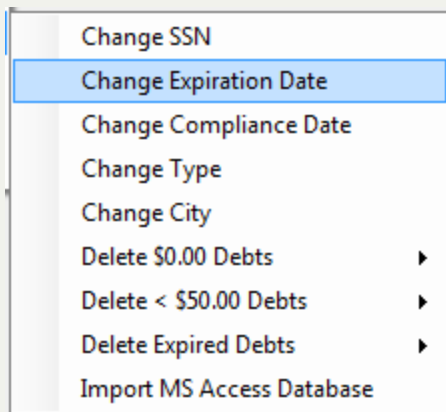 Change SSN
Change Expiration Date
Change Compliance Date
Change Type
Change City
Delete $0.00 Debts
Delete < $50.00 Debts
Delete Expired Debts
Import MS Access Database